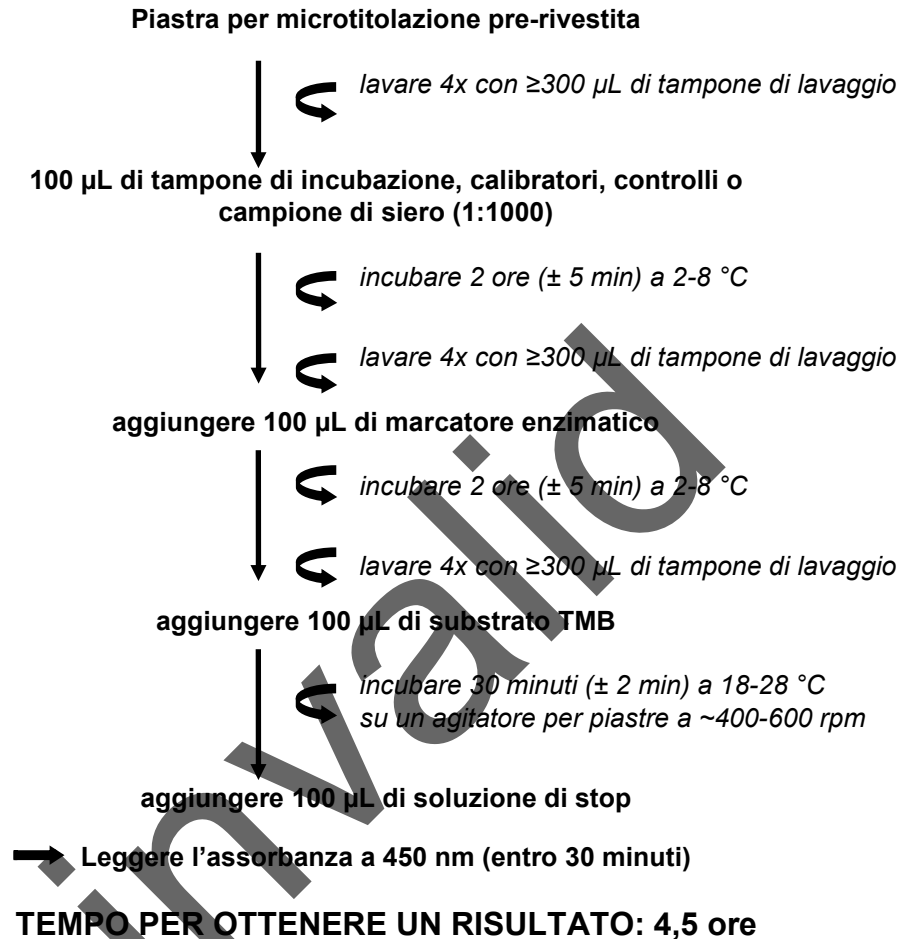 Piastra per microtitolazione pre-rivestita
lavare 4x con ≥300 µL di tampone di lavaggio
100 µL di tampone di incubazione, calibratori, controlli o
campione di siero (1:1000)
incubare 2 ore (± 5 min) a 2-8 °C
lavare 4x con ≥300 µL di tampone di lavaggio
aggiungere 100 µL di marcatore enzimatico
incubare 2 ore (± 5 min) a 2-8 °C
lavare 4x con ≥300 µL di tampone di lavaggio
aggiungere 100 µL di substrato TMB
incubare 30 minuti (± 2 min) a 18-28 °C
su un agitatore per piastre a ~400-600 rpm
aggiungere 100 µL di soluzione di stop
Leggere l’assorbanza a 450 nm (entro 30 minuti)
TEMPO PER OTTENERE UN RISULTATO: 4,5 ore
invalid